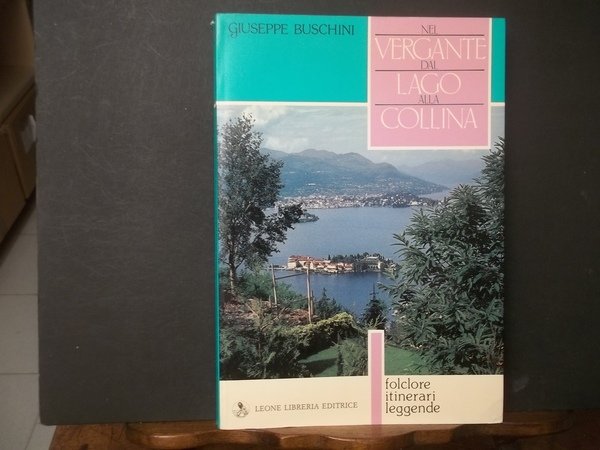 GIUSEPPE BUSCHINI
NEL
VERGANTE
DAL
LAGO
ALLA
COLLINA
folclore
itinerari
leggende
LEONE LIBRERIA EDITRICE